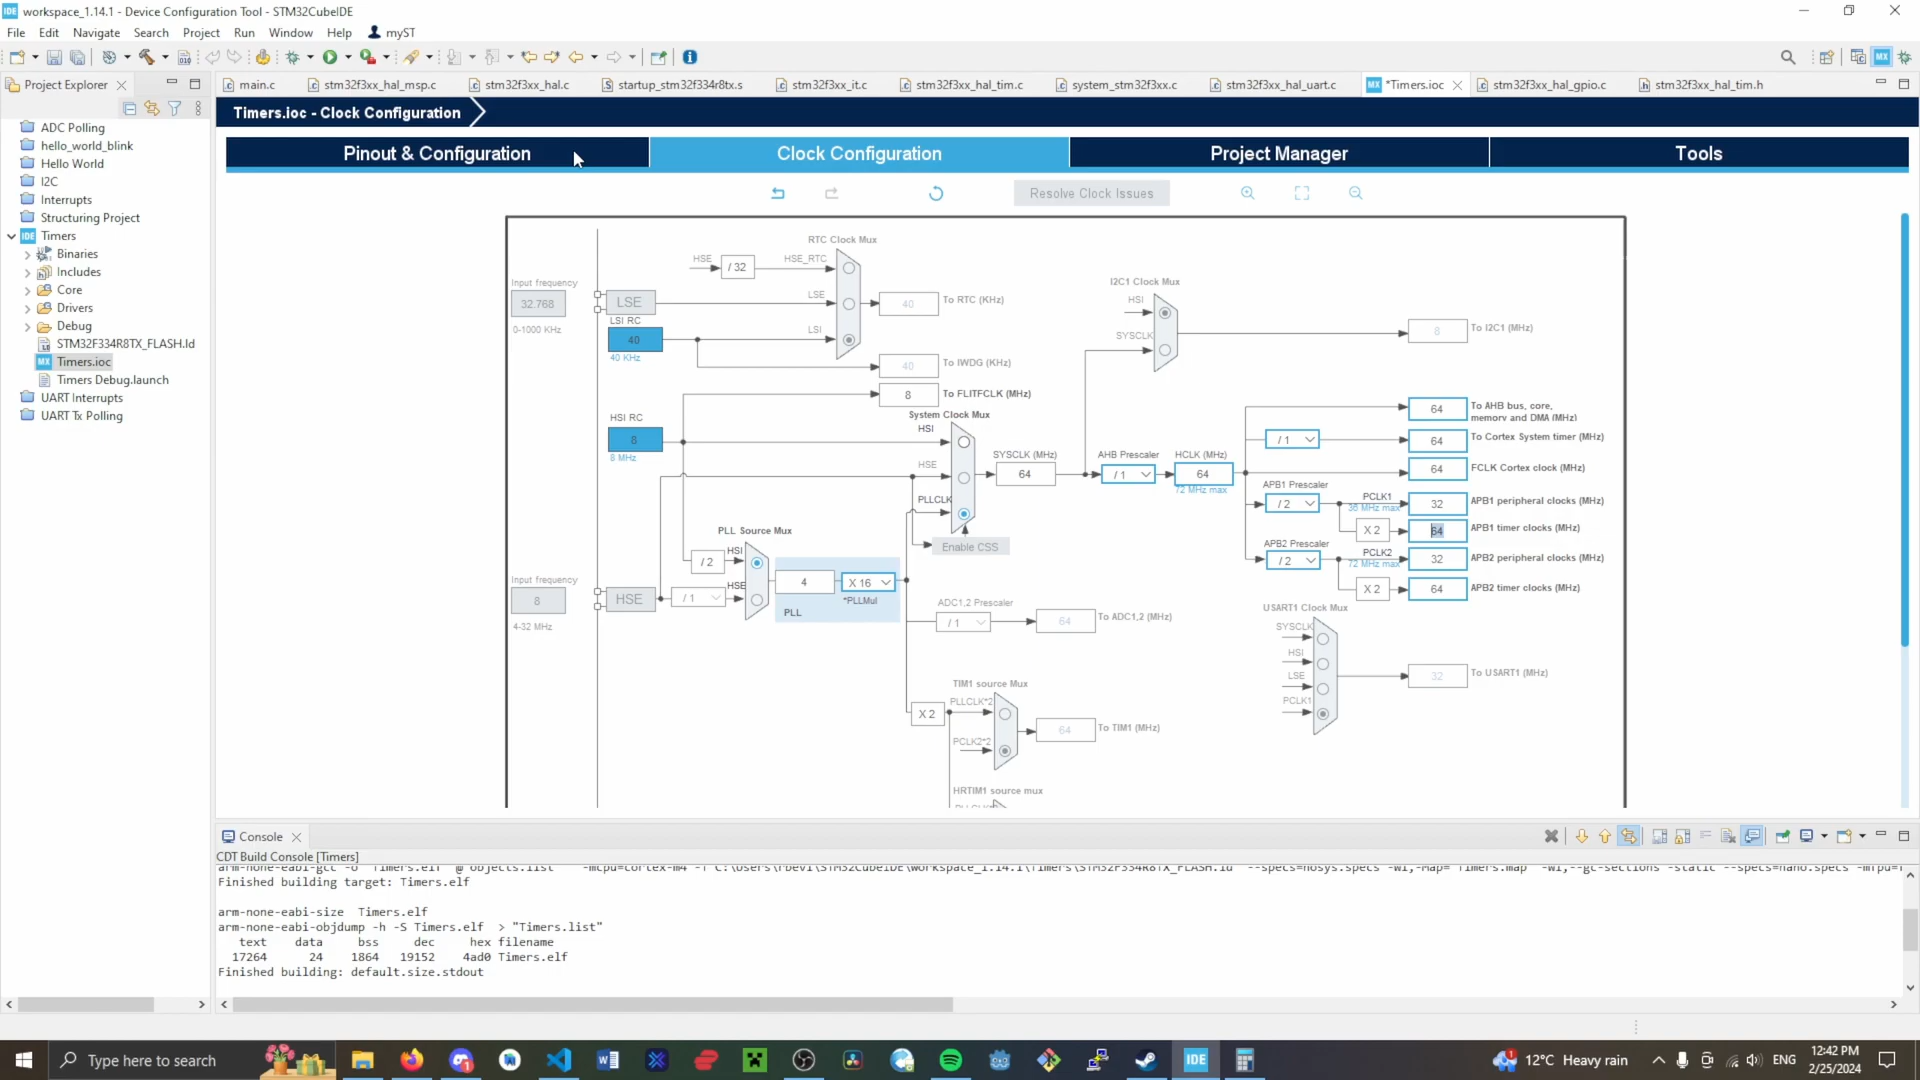 workspace_1.14.1 - Device Configuration Tool - STM32CubeIDE
File Edit Navigate Search Project Run Window Help myST
Project Explorer
main.c
stm32f3xx_hal_msp.c
stm32f3xx_hal.c
startup_stm32f334r8tx.s
stm32f3xx_it.c
stm32f3xx_hal_tim.c
system_stm32f3xx.c
stm32f3xx_hal_uart.c
*Timers.ioc
stm32f3xx_hal_gpio.c
stm32f3xx_hal_tim.h
Timers.ioc - Clock Configuration
Pinout & Configuration
Clock Configuration
Project Manager
Tools
Resolve Clock Issues
ADC Polling
hello_world_blink
Hello World
I2C
Interrupts
Structuring Project
Timers
Binaries
Includes
Core
Drivers
Debug
STM32F334R8TX_FLASH.ld
Timers.ioc
Timers Debug.launch
UART Interrupts
UART Tx Polling
RTC Clock Mux
HSE
/ 32
HSE_RTC
Input frequency
32.768
0-1000 KHz
LSE
LSE
40
To RTC (KHz)
LSI RC
40
40 KHz
LSI
40
To IWDG (KHz)
8
To FLITFCLK (MHz)
I2C1 Clock Mux
HSI
SYSCLK
8
To I2C1 (MHz)
HSI RC
8
8 MHz
System Clock Mux
HSI
HSE
PLLCLK
SYSCLK (MHz)
64
AHB Prescaler
/ 1
HCLK (MHz)
64
72 MHz max
64
To AHB bus, core,
memory and DMA (MHz)
/ 1
64
To Cortex System timer (MHz)
64
FCLK Cortex clock (MHz)
APB1 Prescaler
/ 2
PCLK1
36 MHz max
32
APB1 peripheral clocks (MHz)
X 2
64
APB1 timer clocks (MHz)
APB2 Prescaler
/ 2
PCLK2
72 MHz max
32
APB2 peripheral clocks (MHz)
X 2
64
APB2 timer clocks (MHz)
Enable CSS
PLL Source Mux
/ 2
HSI
Input frequency
8
4-32 MHz
HSE
/ 1
HSE
4
X 16
*PLLMul
PLL
ADC1,2 Prescaler
/ 1
64
To ADC1,2 (MHz)
USART1 Clock Mux
SYSCLK
HSI
LSE
PCLK1
32
To USART1 (MHz)
TIM1 source Mux
X 2
PLLCLK*2
PCLK2*2
64
To TIM1 (MHz)
HRTIM1 source mux
Console
CDT Build Console [Timers]
Finished building target: Timers.elf
arm-none-eabi-size Timers.elf
arm-none-eabi-objdump -h -S Timers.elf > "Timers.list"
text data bss dec hex filename
17264 24 1864 19152 4ad0 Timers.elf
Finished building: default.size.stdout
Type here to search
IDE
12°C Heavy rain
ENG
12:42 PM
2/25/2024